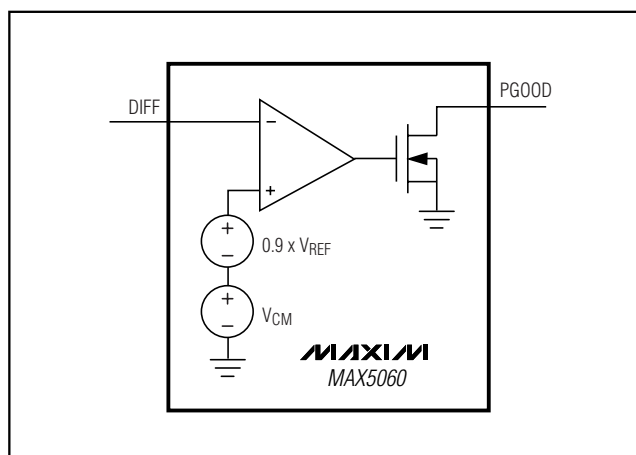 PGOOD
DIFF
−
+
+
−
0.9 x VREF
+
−
VCM
MAXIM
MAX5060